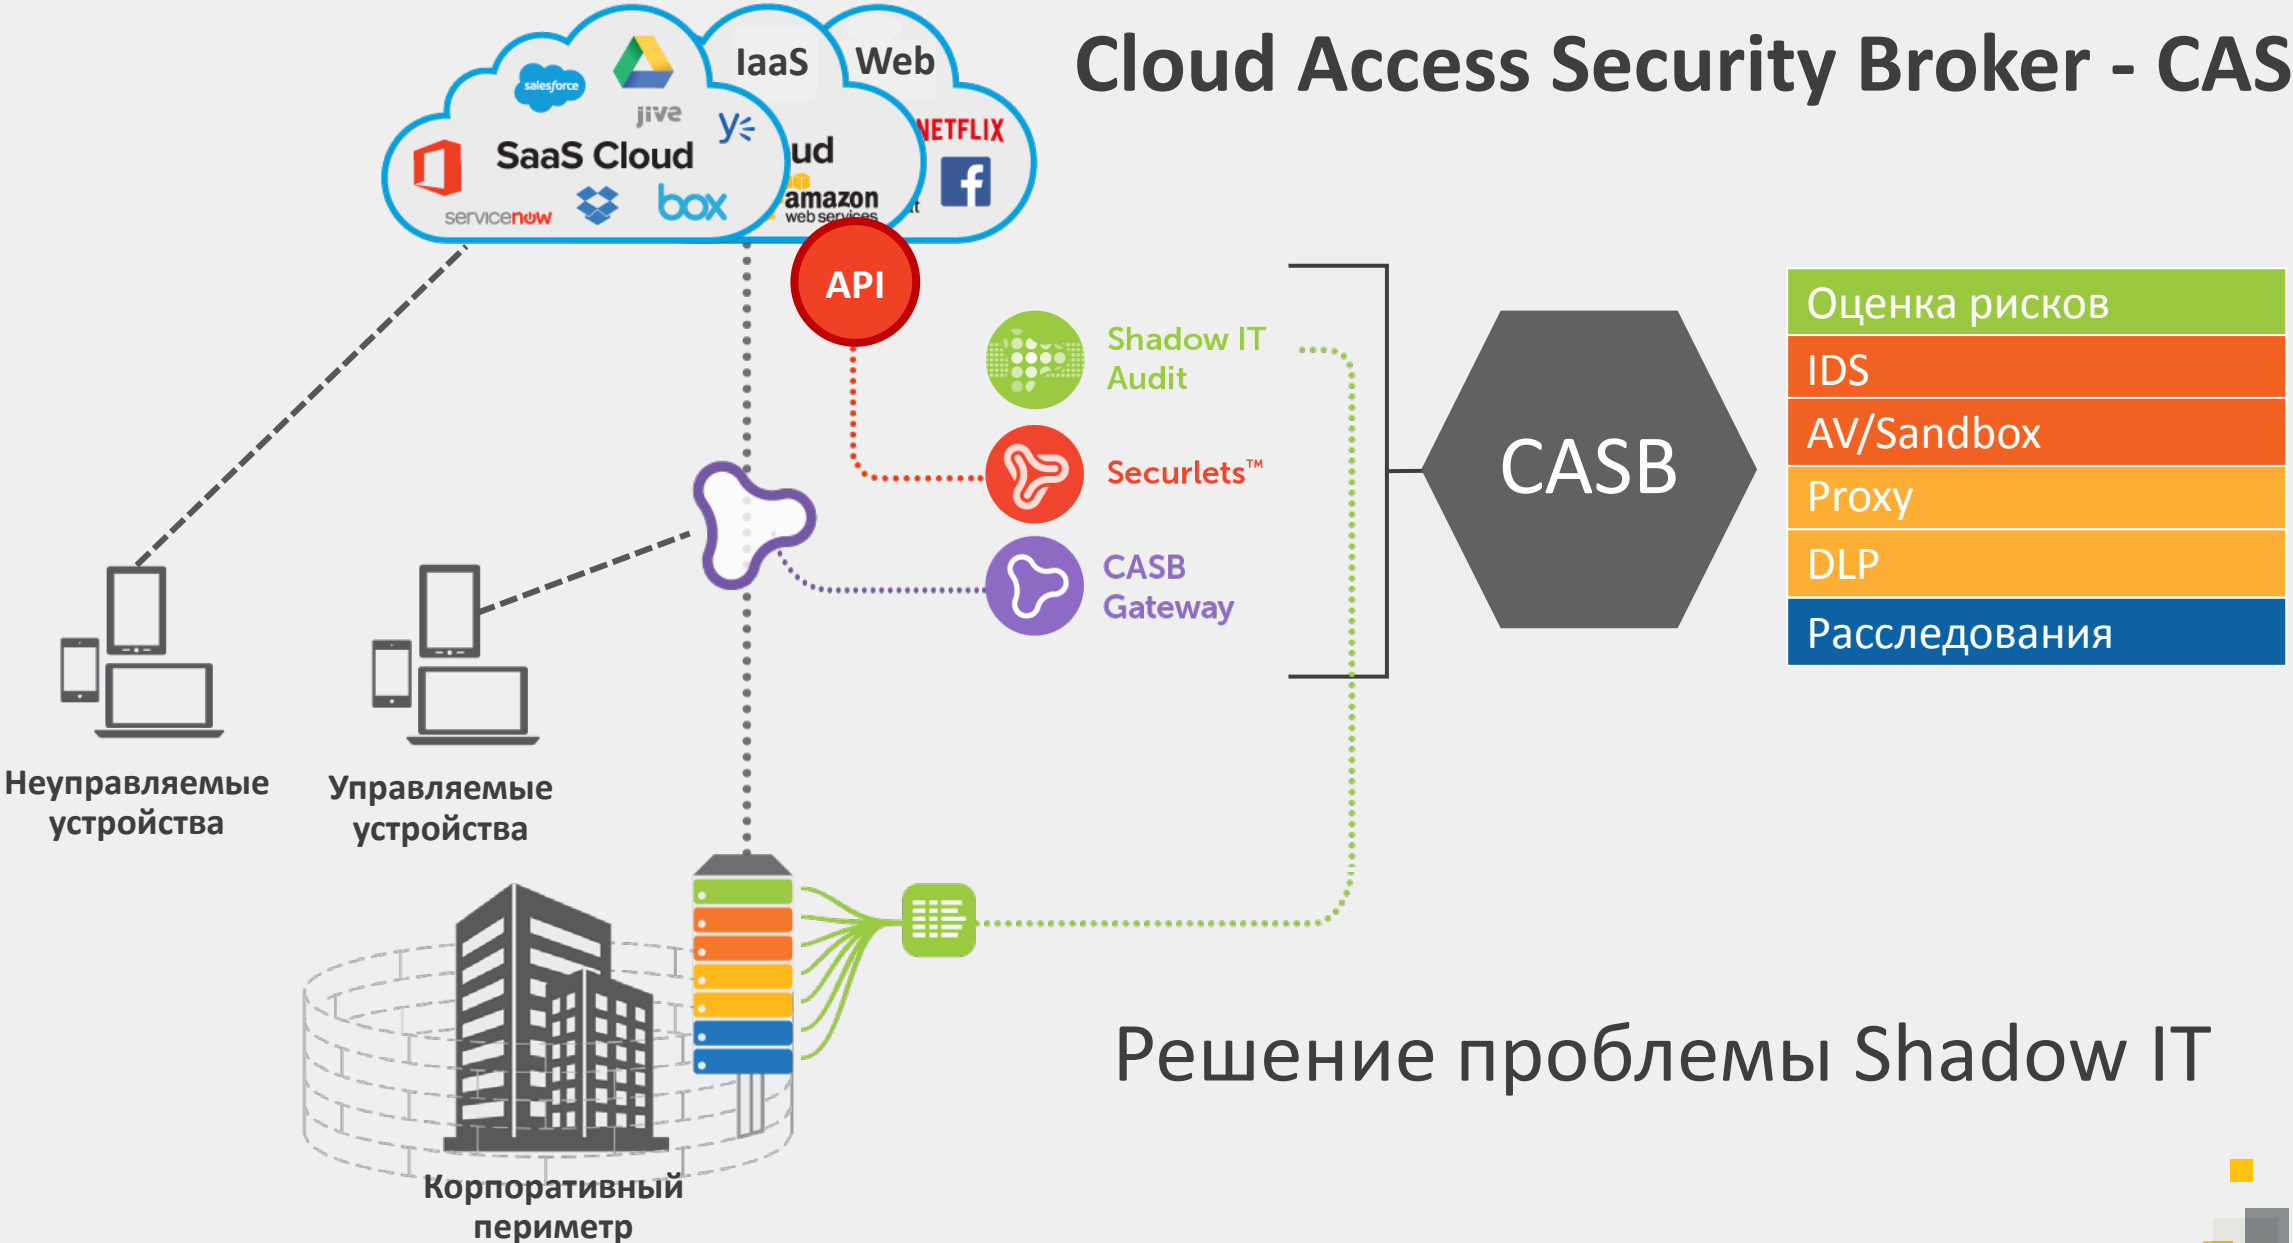 Cloud Access Security Broker - CAS
IaaS
Web
salesforce
jive
NETFLIX
SaaS Cloud
ud
servicenow
box
amazon
web services
API
Shadow IT
Audit
Securlets™
CASB
Gateway
CASB
Оценка рисков
IDS
AV/Sandbox
Proxy
DLP
Расследования
Неуправляемые
устройства
Управляемые
устройства
Корпоративный
периметр
Решение проблемы Shadow IT